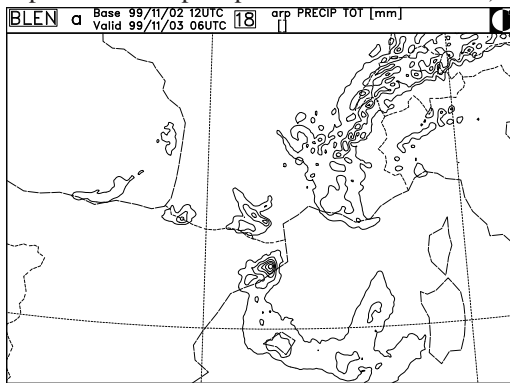 BLEN a Base 99/11/02 12UTC 18 arp PRECIP TOT [mm]
Valid 99/11/03 06UTC []